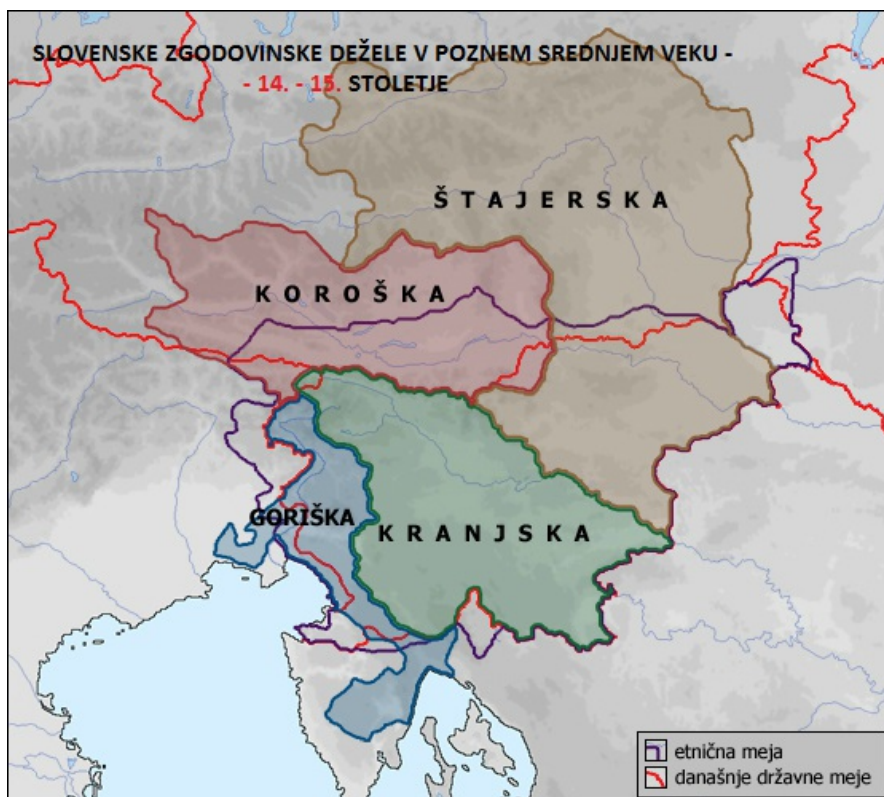 SLOVENSKE ZGODOVINSKE DEŽELE V POZNEM SREDNJEM VEKU -
- 14. - 15. STOLETJE
ŠTAJERSKA
KOROŠKA
GORIŠKA
KRANJSKA
etnična meja
današnje državne meje